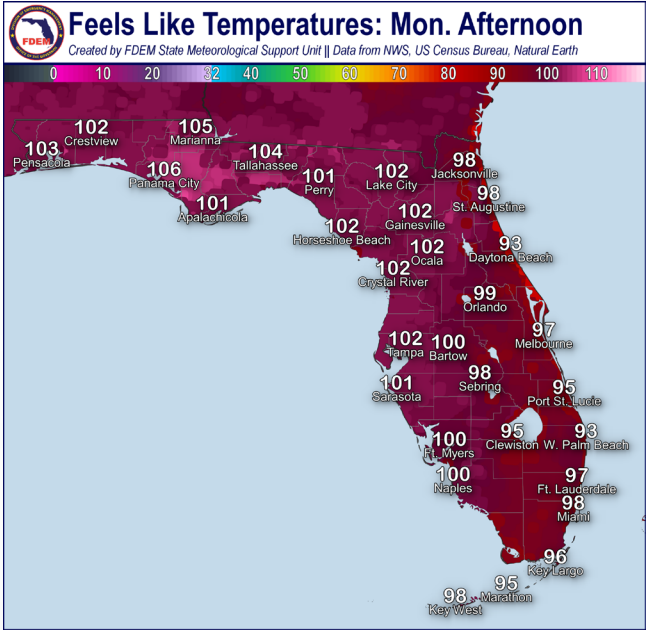 Feels Like Temperatures: Mon. Afternoon
Created by FDEM State Meteorological Support Unit || Data from NWS, US Census Bureau, Natural Earth
FDEM
0 10 20 32 40 50 60 70 80 90 100 110
102
Crestview
105
Marianna
103
Pensacola
104
Tallahassee
106
Panama City
101
Perry
102
Lake City
98
Jacksonville
101
Apalachicola
98
St. Augustine
102
Gainesville
102
Horseshoe Beach
102
Ocala
93
Daytona Beach
102
Crystal River
99
Orlando
97
Melbourne
102
Tampa
100
Bartow
98
Sebring
101
Sarasota
95
Port St. Lucie
100
Ft. Myers
95
Clewiston
93
W. Palm Beach
100
Naples
97
Ft. Lauderdale
98
Miami
96
Key Largo
95
Marathon
98
Key West